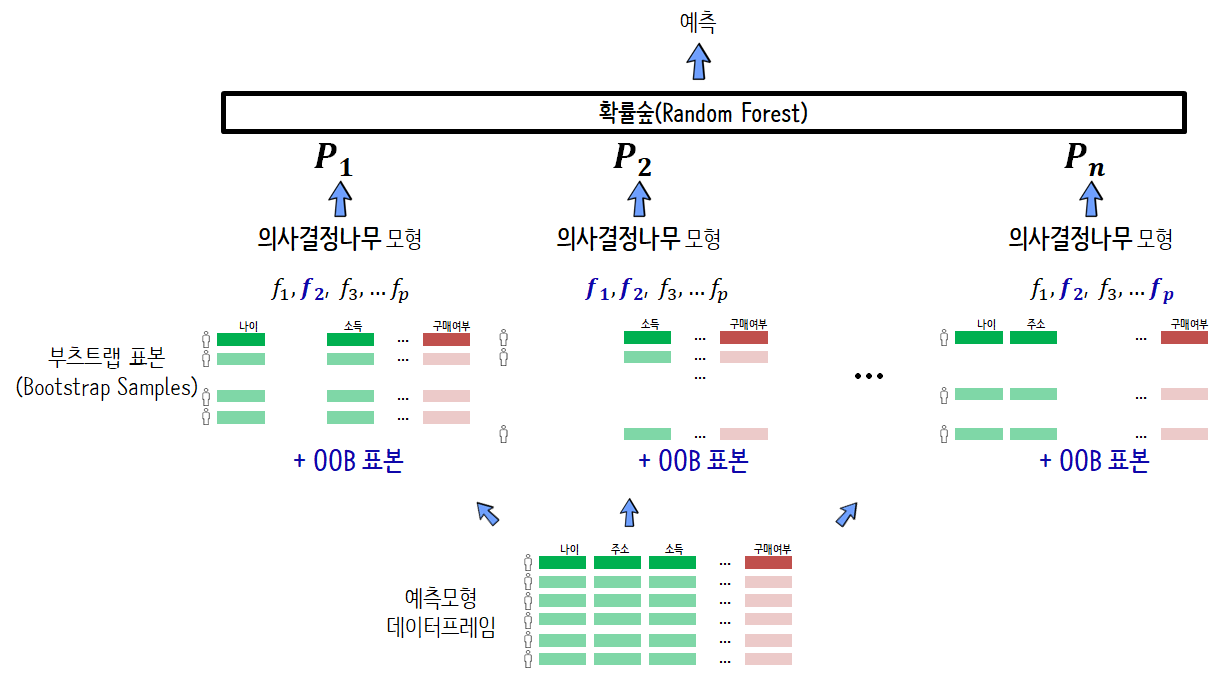 예측
확률숲(Random Forest)
P1 P2 Pn
의사결정나무 모형 의사결정나무 모형 의사결정나무 모형
f1, f2, f3, ... fp f1, f2, f3, ... fp f1, f2, f3, ... fp
나이 소득 구매여부 소득 구매여부 나이 주소 구매여부
... ... ...
... ... 
...
부츠트랩 표본
(Bootstrap Samples)
...
... ...
... ... ...
+ OOB 표본 + OOB 표본 + OOB 표본
나이 주소 소득 구매여부
...
...
...
...
...
...
예측모형
데이터프레임